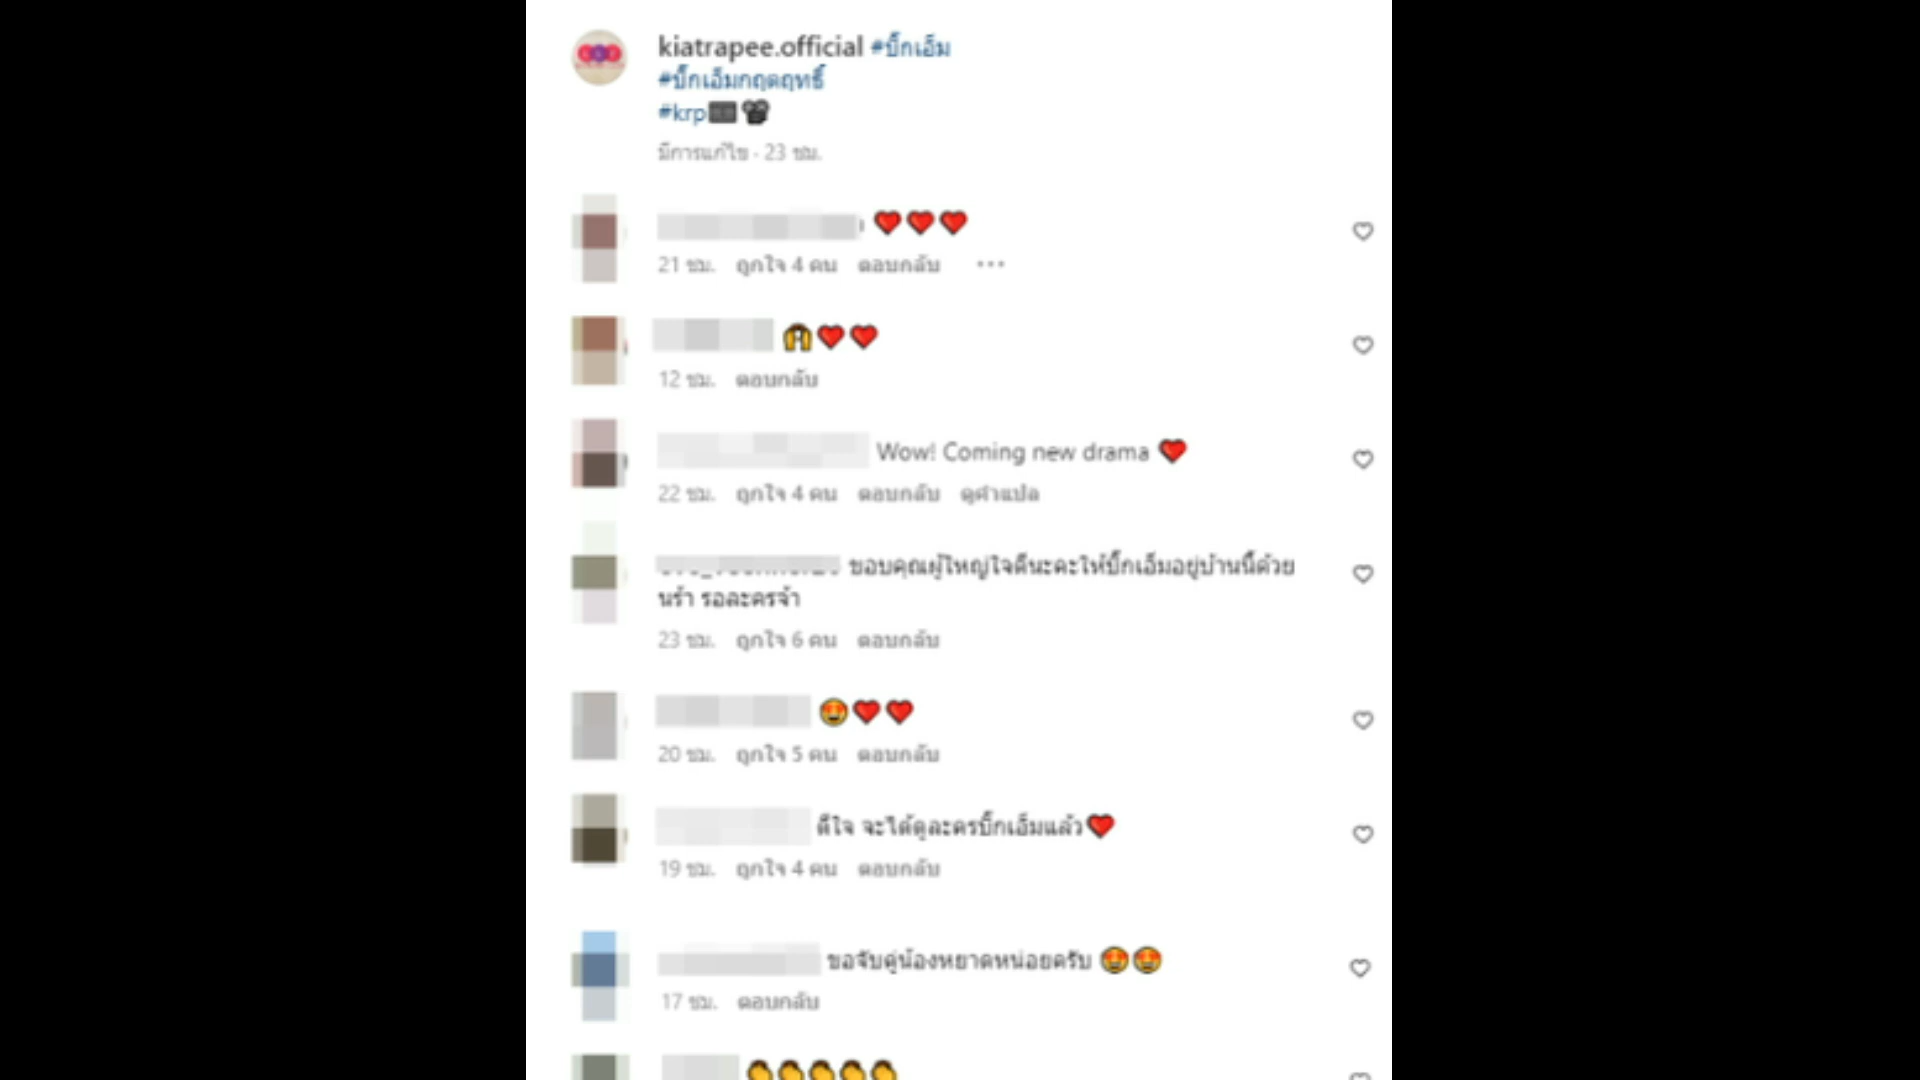 kiatrapee.official #บิ๊กเอ็ม
#บิ๊กเอ็มกฤตฤทธิ์
#krp
มีการแก้ไข · 23 ชม.
❤️❤️❤️
21 ชม. ถูกใจ 4 คน ตอบกลับ ...
🙌❤️❤️
12 ชม. ตอบกลับ
Wow! Coming new drama ❤️
22 ชม. ถูกใจ 4 คน ตอบกลับ ดูคำแปล
ขอบคุณผู้ใหญ่ใจดีนะคะให้บิ๊กเอ็มอยู่บ้านนี้ด้วย
นร้า รอละครจ้า
23 ชม. ถูกใจ 6 คน ตอบกลับ
😍❤️❤️
20 ชม. ถูกใจ 5 คน ตอบกลับ
ดีใจ จะได้ดูละครบิ๊กเอ็มแล้ว❤️
19 ชม. ถูกใจ 4 คน ตอบกลับ
ขอจับคู่น้องหยาดหน่อยครับ 😍😍
17 ชม. ตอบกลับ
👏👏👏👏👏